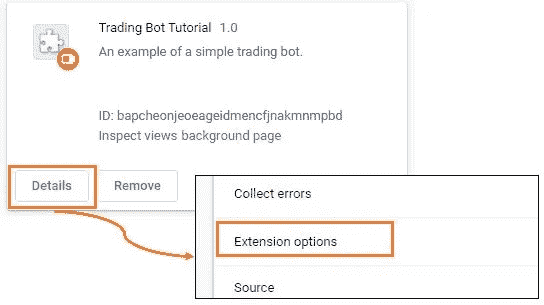 Trading Bot Tutorial 1.0
An example of a simple trading bot.
ID: bapcheonjeoeageidmencfjnakmnmpbd
Inspect views background page
Details Remove
Collect errors
Extension options
Source